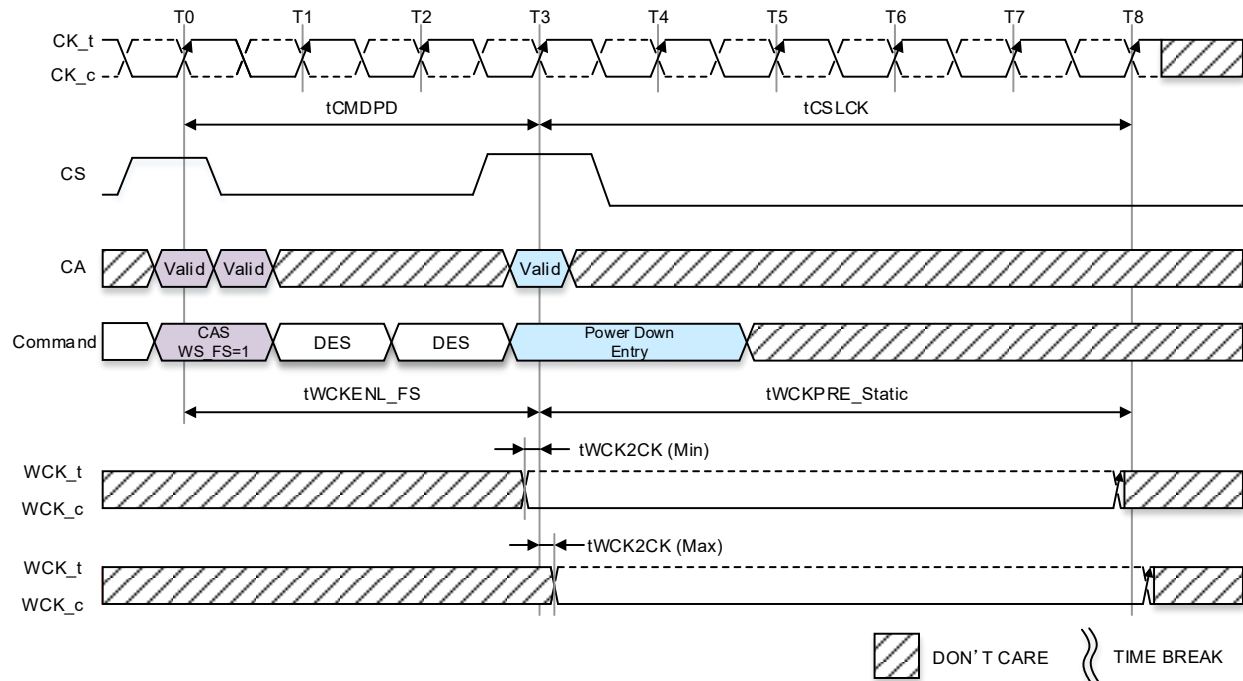 T0 T1 T2 T3 T4 T5 T6 T7 T8
CK_t
CK_c
tCMDPD tCSLCK
CS
CA Valid Valid Valid
Command CAS WS_FS=1 DES DES Power Down Entry
tWCKENL_FS tWCKPRE_Static
tWCK2CK (Min)
WCK_t
WCK_c
tWCK2CK (Max)
WCK_t
WCK_c
DON'T CARE TIME BREAK